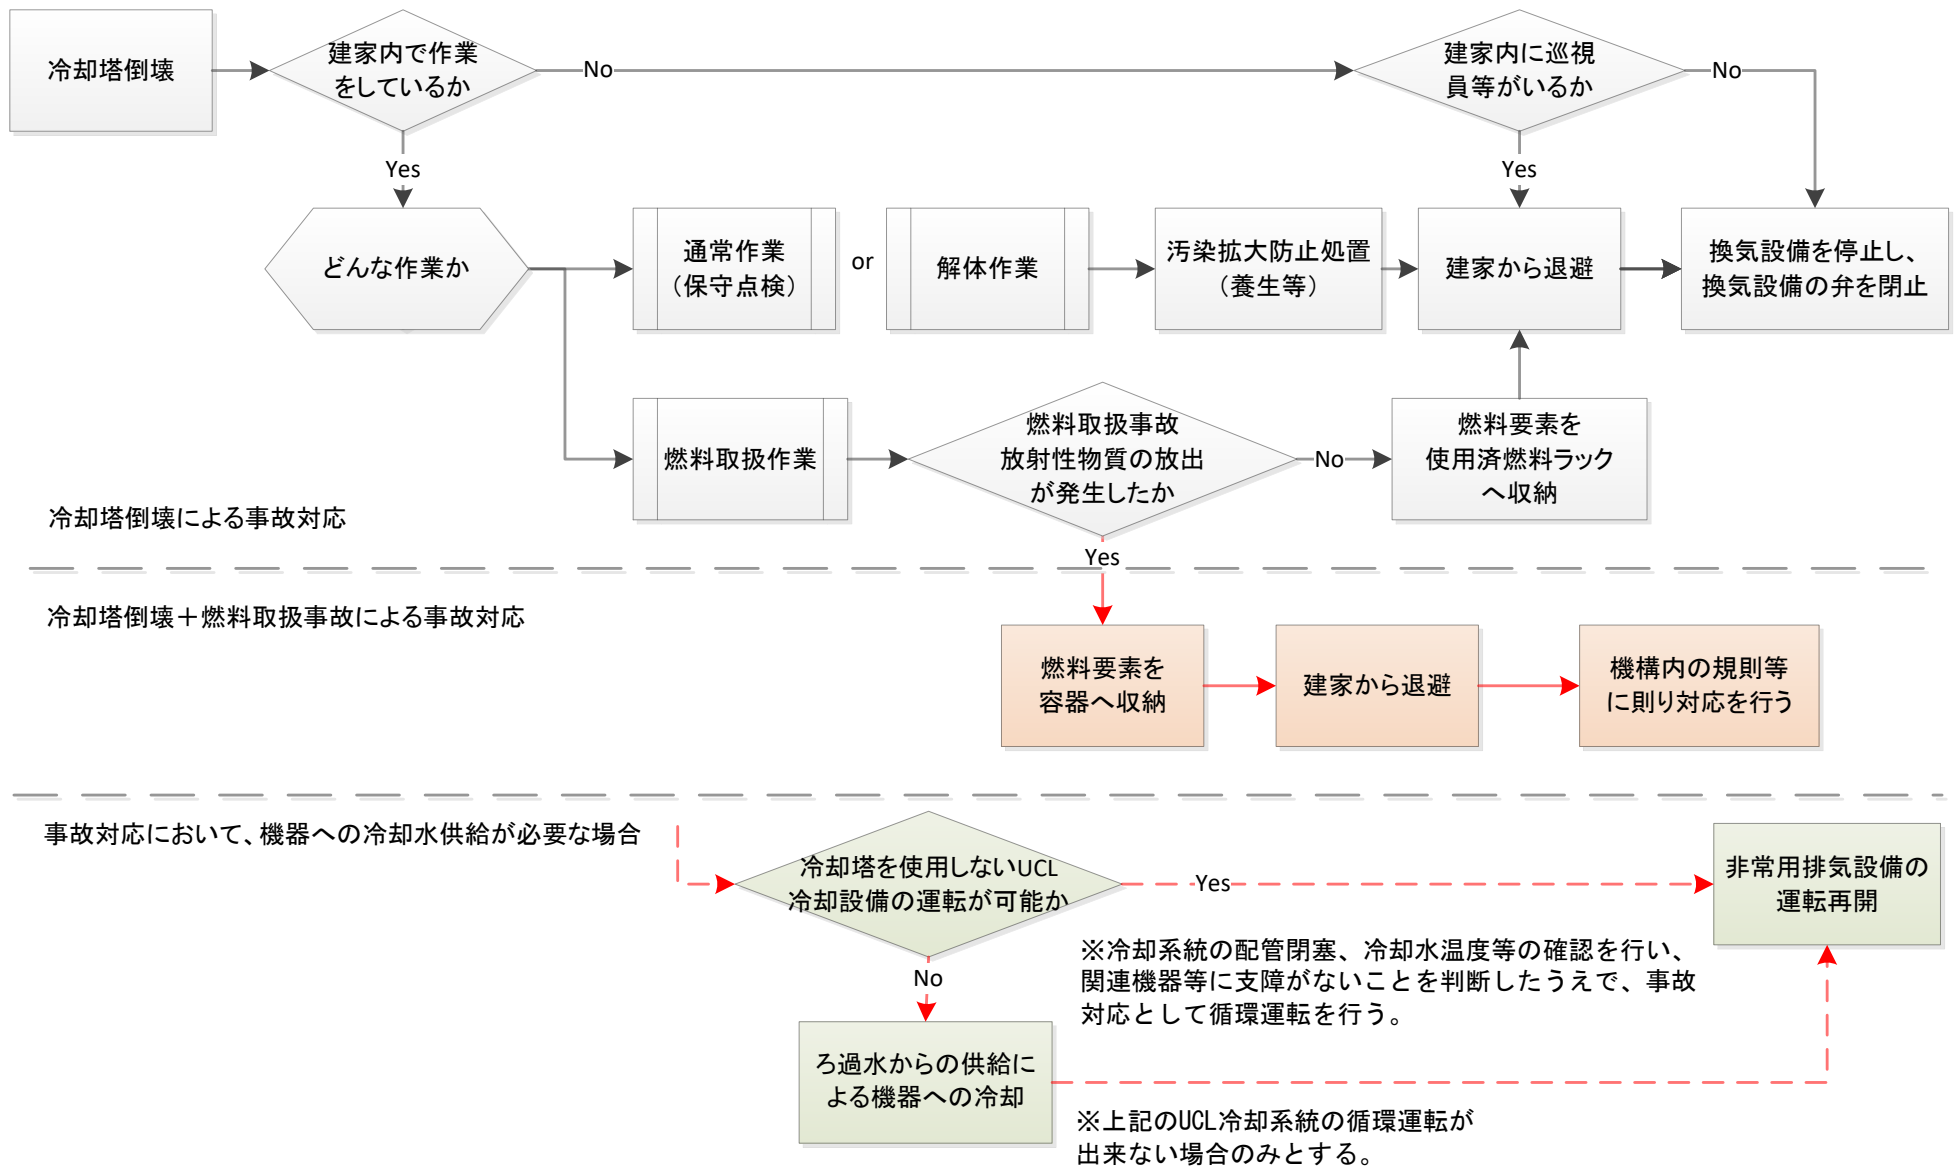 冷却塔倒壊
建家内で作業
をしているか
No
建家内に巡視
員等がいるか
No
Yes
Yes
どんな作業か
通常作業
（保守点検）
or
解体作業
汚染拡大防止処置
（養生等）
建家から退避
換気設備を停止し、
換気設備の弁を閉止
燃料取扱作業
燃料取扱事故
放射性物質の放出
が発生したか
No
燃料要素を
使用済燃料ラック
へ収納
冷却塔倒壊による事故対応
Yes
冷却塔倒壊＋燃料取扱事故による事故対応
燃料要素を
容器へ収納
建家から退避
機構内の規則等
に則り対応を行う
事故対応において、機器への冷却水供給が必要な場合
冷却塔を使用しないUCL
冷却設備の運転が可能か
Yes
非常用排気設備の
運転再開
※冷却系統の配管閉塞、冷却水温度等の確認を行い、
関連機器等に支障がないことを判断したうえで、事故
対応として循環運転を行う。
No
ろ過水からの供給に
よる機器への冷却
※上記のUCL冷却系統の循環運転が
出来ない場合のみとする。